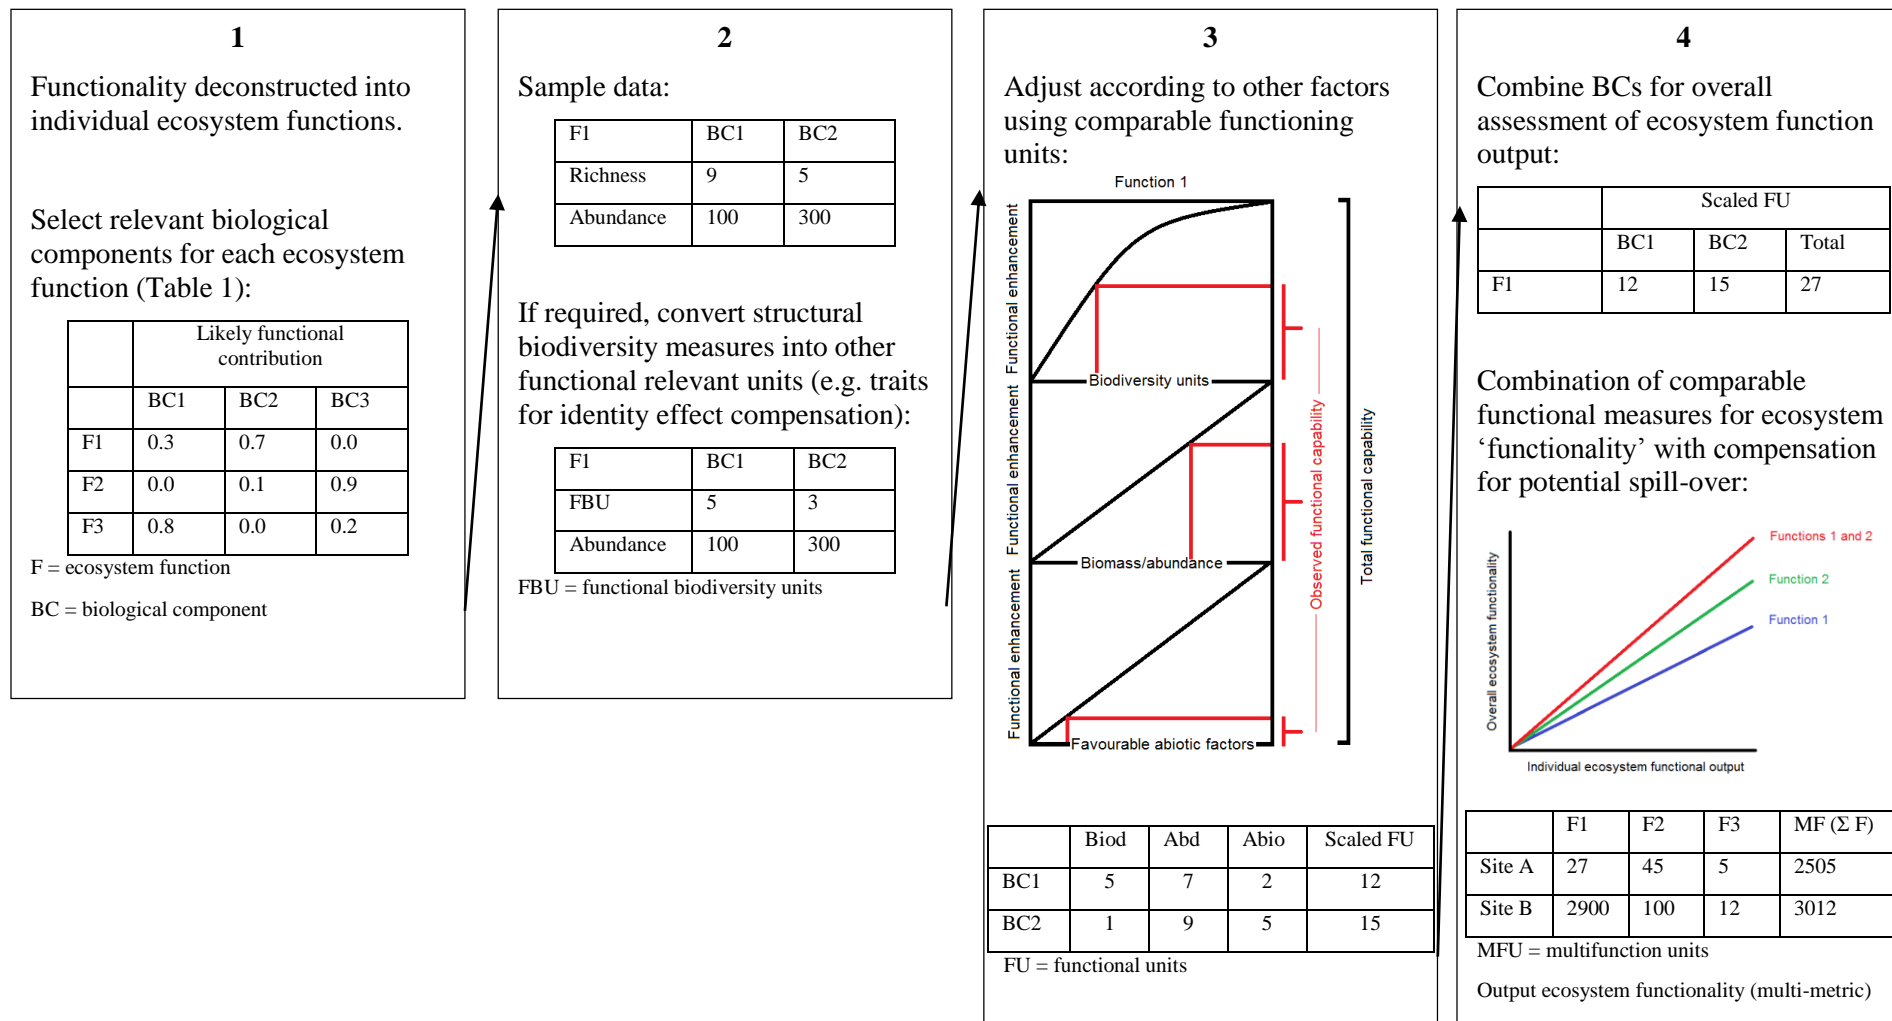 1
Functionality deconstructed into
individual ecosystem functions.
Select relevant biological
components for each ecosystem
function (Table 1):
Likely functional
contribution
BC1 BC2 BC3
F1 0.3 0.7 0.0
F2 0.0 0.1 0.9
F3 0.8 0.0 0.2
F = ecosystem function
BC = biological component
2
Sample data:
F1 BC1 BC2
Richness 9 5
Abundance 100 300
If required, convert structural
biodiversity measures into other
functional relevant units (e.g. traits
for identity effect compensation):
F1 BC1 BC2
FBU 5 3
Abundance 100 300
FBU = functional biodiversity units
3
Adjust according to other factors
using comparable functioning
units:
Function 1
Functional enhancement
Biodiversity units
Functional enhancement
Biomass/abundance
Functional enhancement
Favourable abiotic factors
Observed functional capability
Total functional capability
Biod Abd Abio Scaled FU
BC1 5 7 2 12
BC2 1 9 5 15
FU = functional units
4
Combine BCs for overall
assessment of ecosystem function
output:
Scaled FU
BC1 BC2 Total
F1 12 15 27
Combination of comparable
functional measures for ecosystem
‘functionality’ with compensation
for potential spill-over:
Functions 1 and 2
Function 2
Function 1
Overall ecosystem functionality
Individual ecosystem functional output
F1 F2 F3 MF (Σ F)
Site A 27 45 5 2505
Site B 2900 100 12 3012
MFU = multifunction units
Output ecosystem functionality (multi-metric)